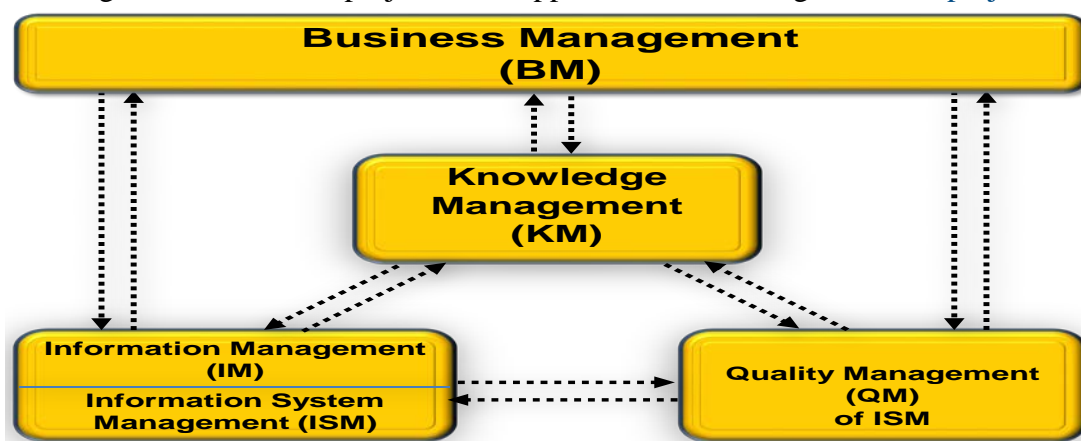 Business Management
(BM)
Knowledge
Management
(KM)
Information Management
(IM)
Information System
Management (ISM)
Quality Management
(QM)
of ISM